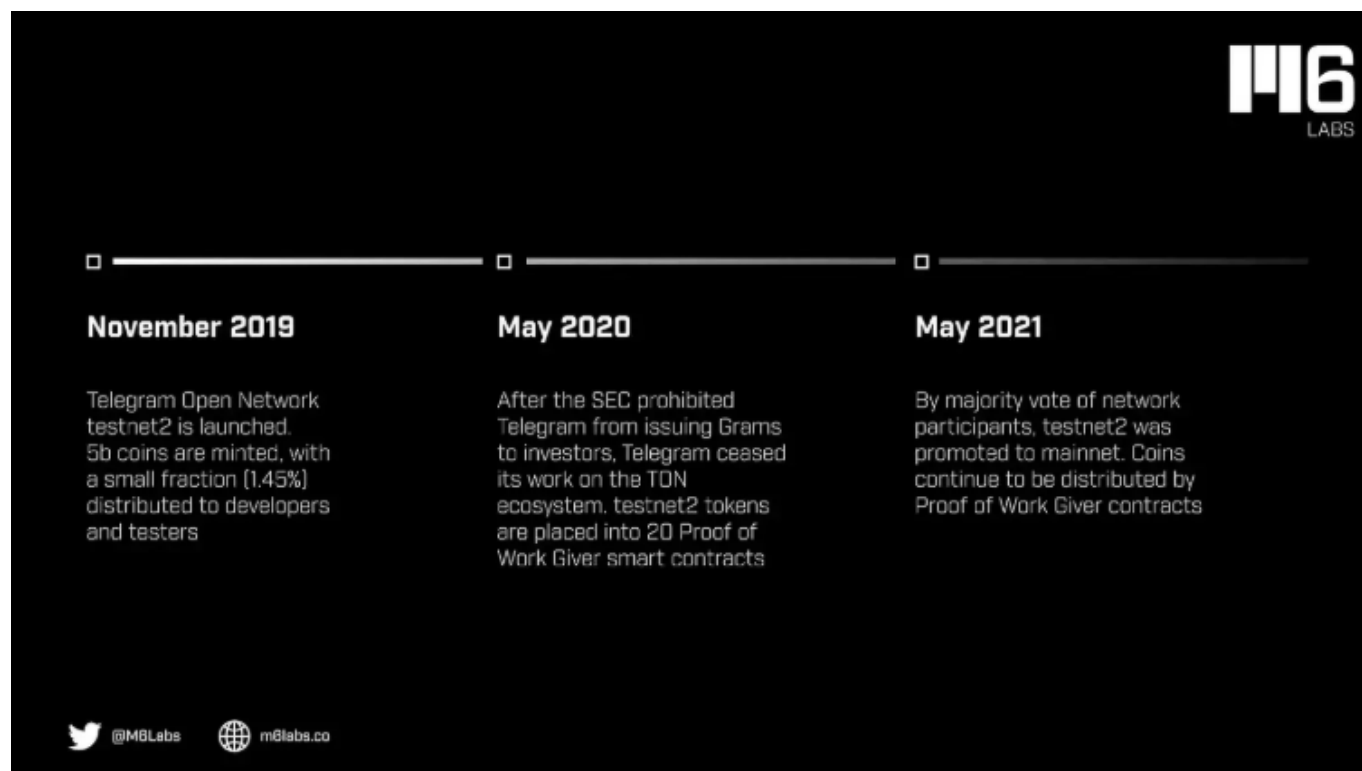 M6
LABS
November 2019
Telegram Open Network
testnet2 is launched.
5b coins are minted, with
a small fraction (1.45%)
distributed to developers
and testers
May 2020
After the SEC prohibited
Telegram from issuing Grams
to investors, Telegram ceased
its work on the TON
ecosystem. testnet2 tokens
are placed into 20 Proof of
Work Giver smart contracts
May 2021
By majority vote of network
participants, testnet2 was
promoted to mainnet. Coins
continue to be distributed by
Proof of Work Giver contracts
@M6Labs
m6labs.co